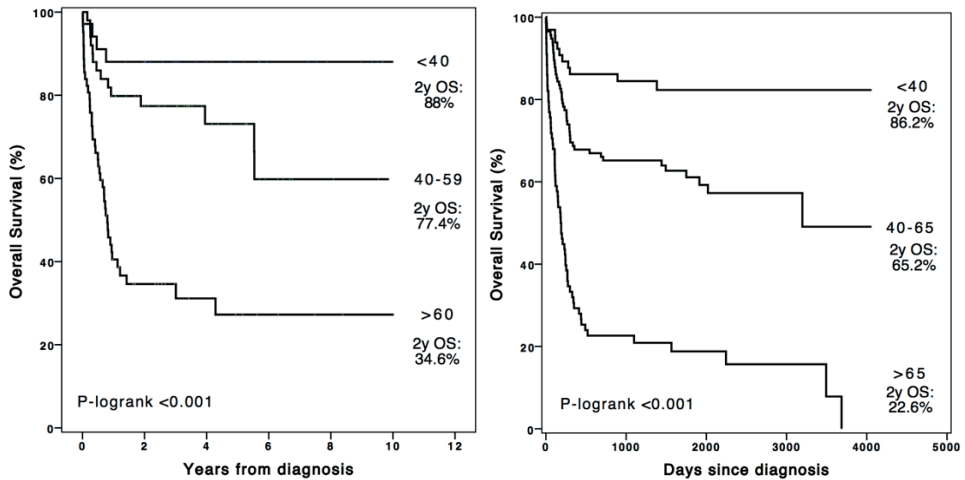 100
80
60
40
20
0
Overall Survival (%)
0 2 4 6 8 10 12
Years from diagnosis
<40
2y OS:
88%
40-59
2y OS:
77.4%
>60
2y OS:
34.6%
P-logrank <0.001
100
80
60
40
20
0
Overall Survival (%)
0 1000 2000 3000 4000 5000
Days since diagnosis
<40
2y OS:
86.2%
40-65
2y OS:
65.2%
>65
2y OS:
22.6%
P-logrank <0.001